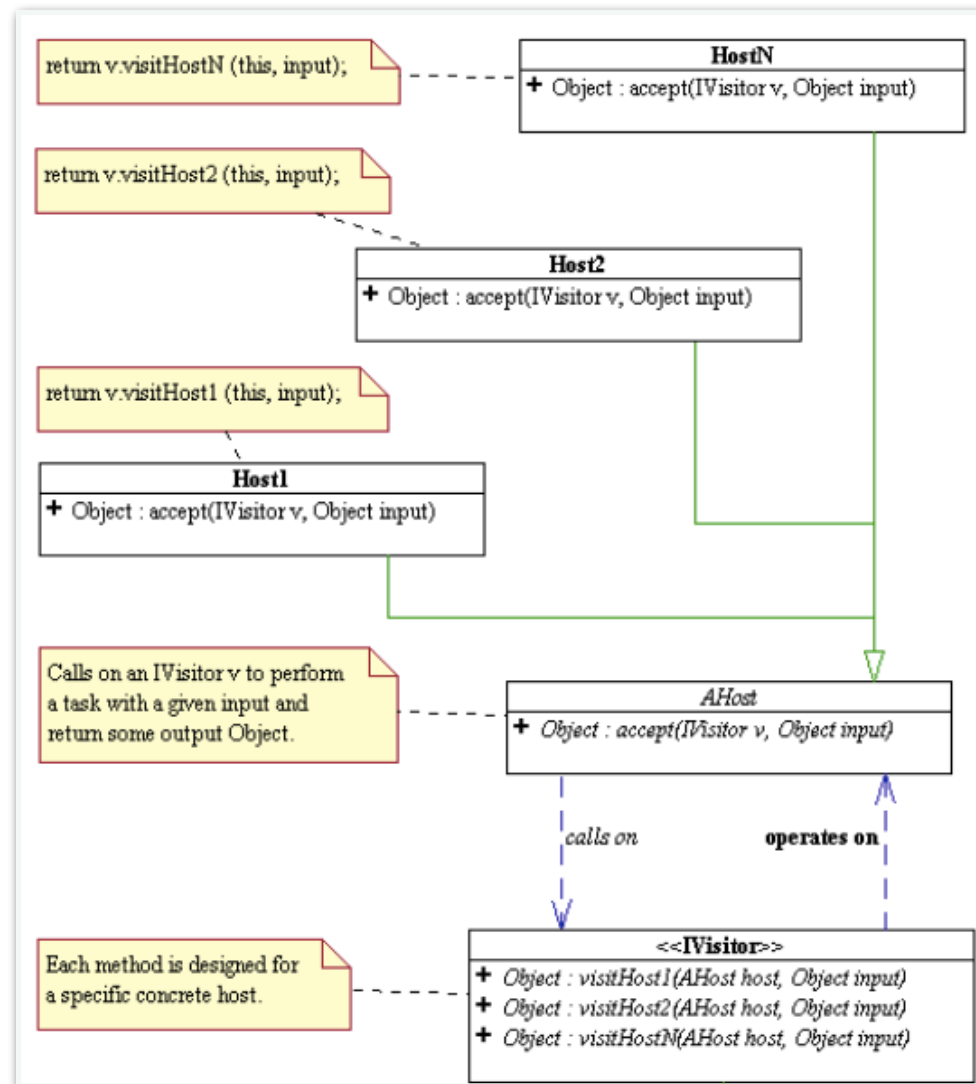 return v.visitHostN (this, input);
HostN
+ Object : accept(IVisitor v, Object input)
return v.visitHost2 (this, input);
Host2
+ Object : accept(IVisitor v, Object input)
return v.visitHost1 (this, input);
Host1
+ Object : accept(IVisitor v, Object input)
Calls on an IVisitor v to perform
a task with a given input and
return some output Object.
AHost
+ Object : accept(IVisitor v, Object input)
calls on
operates on
Each method is designed for
a specific concrete host.
<<IVisitor>>
+ Object : visitHost1(AHost host, Object input)
+ Object : visitHost2(AHost host, Object input)
+ Object : visitHostN(AHost host, Object input)